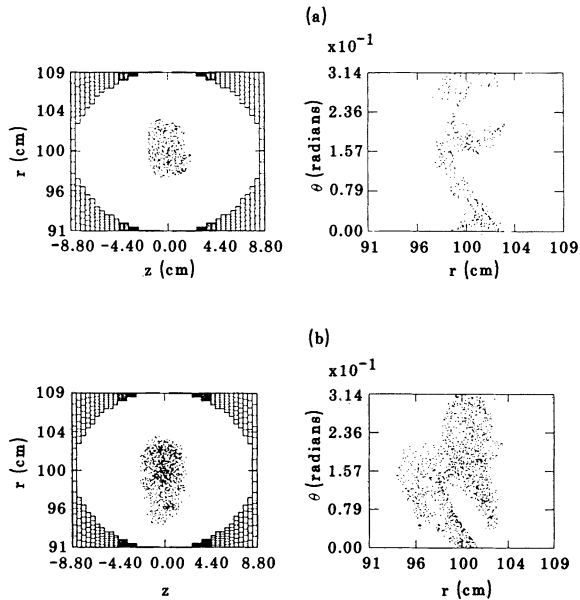 (a)
×10⁻¹
109
104
r (cm)
100
96
91
-8.80 -4.40 0.00 4.40 8.80
z (cm)
3.14
2.36
θ (radians)
1.57
0.79
0.00
91 96 100 104 109
r (cm)
(b)
×10⁻¹
109
104
r (cm)
100
96
91
-8.80 -4.40 0.00 4.40 8.80
z
3.14
2.36
θ (radians)
1.57
0.79
0.00
91 96 100 104 109
r (cm)